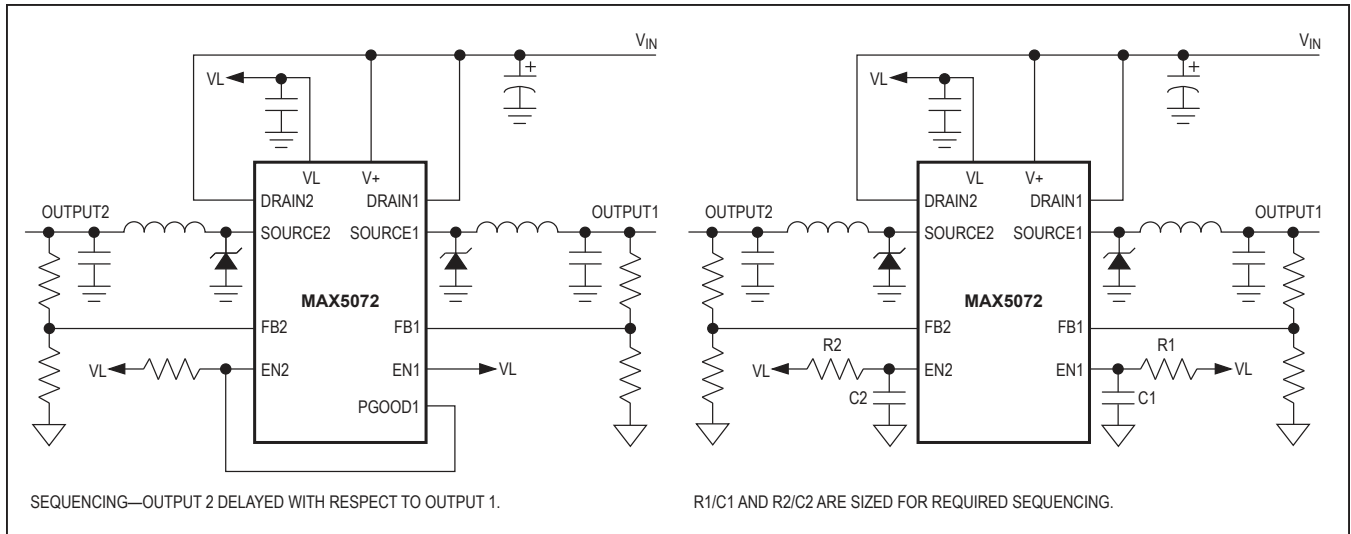 VIN
VL
+
VL V+
DRAIN2 DRAIN1
OUTPUT2 OUTPUT1
SOURCE2 SOURCE1
MAX5072
FB2 FB1
VL EN2 EN1 VL
PGOOD1
SEQUENCING—OUTPUT 2 DELAYED WITH RESPECT TO OUTPUT 1.
VIN
VL
+
VL V+
DRAIN2 DRAIN1
OUTPUT2 OUTPUT1
SOURCE2 SOURCE1
MAX5072
FB2 FB1
R2 R1
VL EN2 EN1 VL
C2 C1
R1/C1 AND R2/C2 ARE SIZED FOR REQUIRED SEQUENCING.